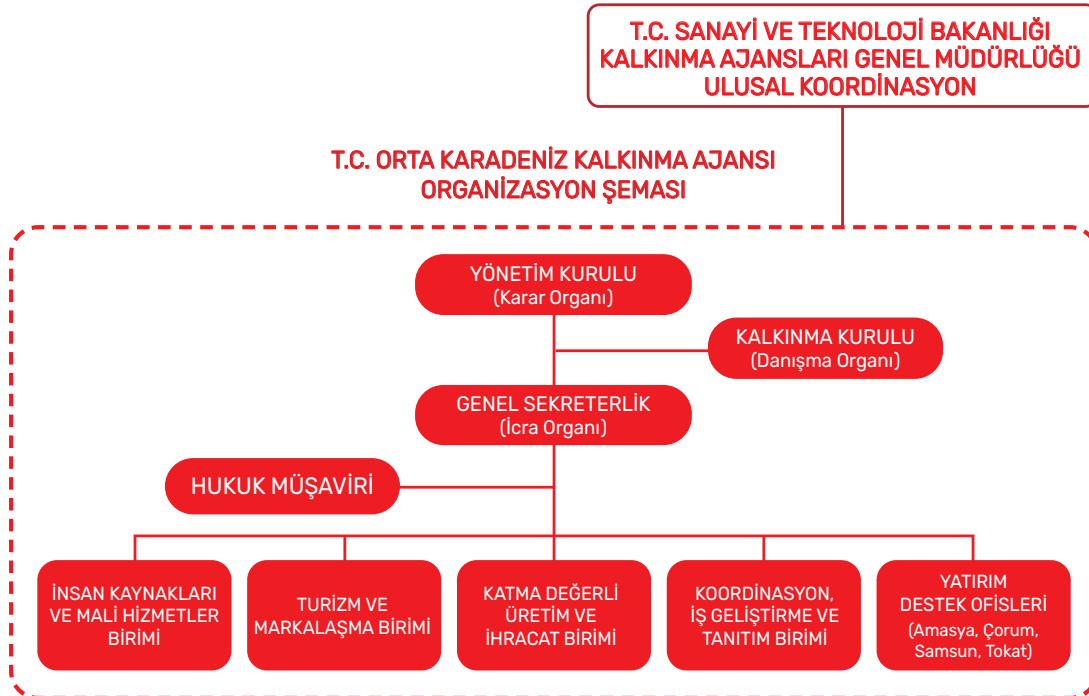 T.C. SANAYİ VE TEKNOLOJİ BAKANLIĞI
KALKINMA AJANSLARI GENEL MÜDÜRLÜĞÜ
ULUSAL KOORDİNASYON
T.C. ORTA KARADENİZ KALKINMA AJANSI
ORGANİZASYON ŞEMASI
YÖNETİM KURULU
(Karar Organı)
KALKINMA KURULU
(Danışma Organı)
GENEL SEKRETERLİK
(İcra Organı)
HUKUK MÜŞAVİRİ
İNSAN KAYNAKLARI
VE MALİ HİZMETLER
BİRİMİ
TURİZM VE
MARKALAŞMA BİRİMİ
KATMA DEĞERLİ
ÜRETİM VE
İHRACAT BİRİMİ
KOORDİNASYON,
İŞ GELİŞTİRME VE
TANITIM BİRİMİ
YATIRIM
DESTEK OFİSLERİ
(Amasya, Çorum,
Samsun, Tokat)